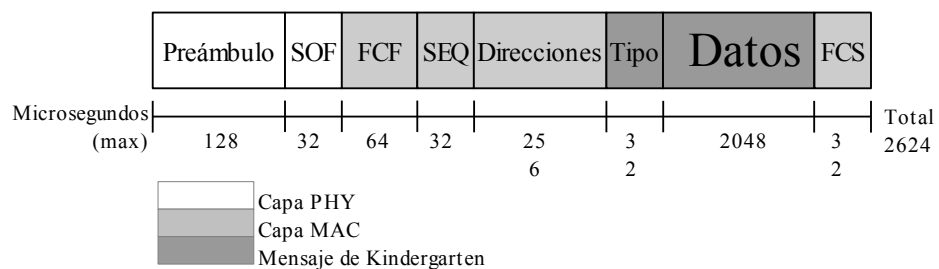 Preámbulo SOF FCF SEQ Direcciones Tipo Datos FCS
Microsegundos
(max)
128 32 64 32 25 3 2048 3
6 2 2
Total
2624
Capa PHY
Capa MAC
Mensaje de Kindergarten